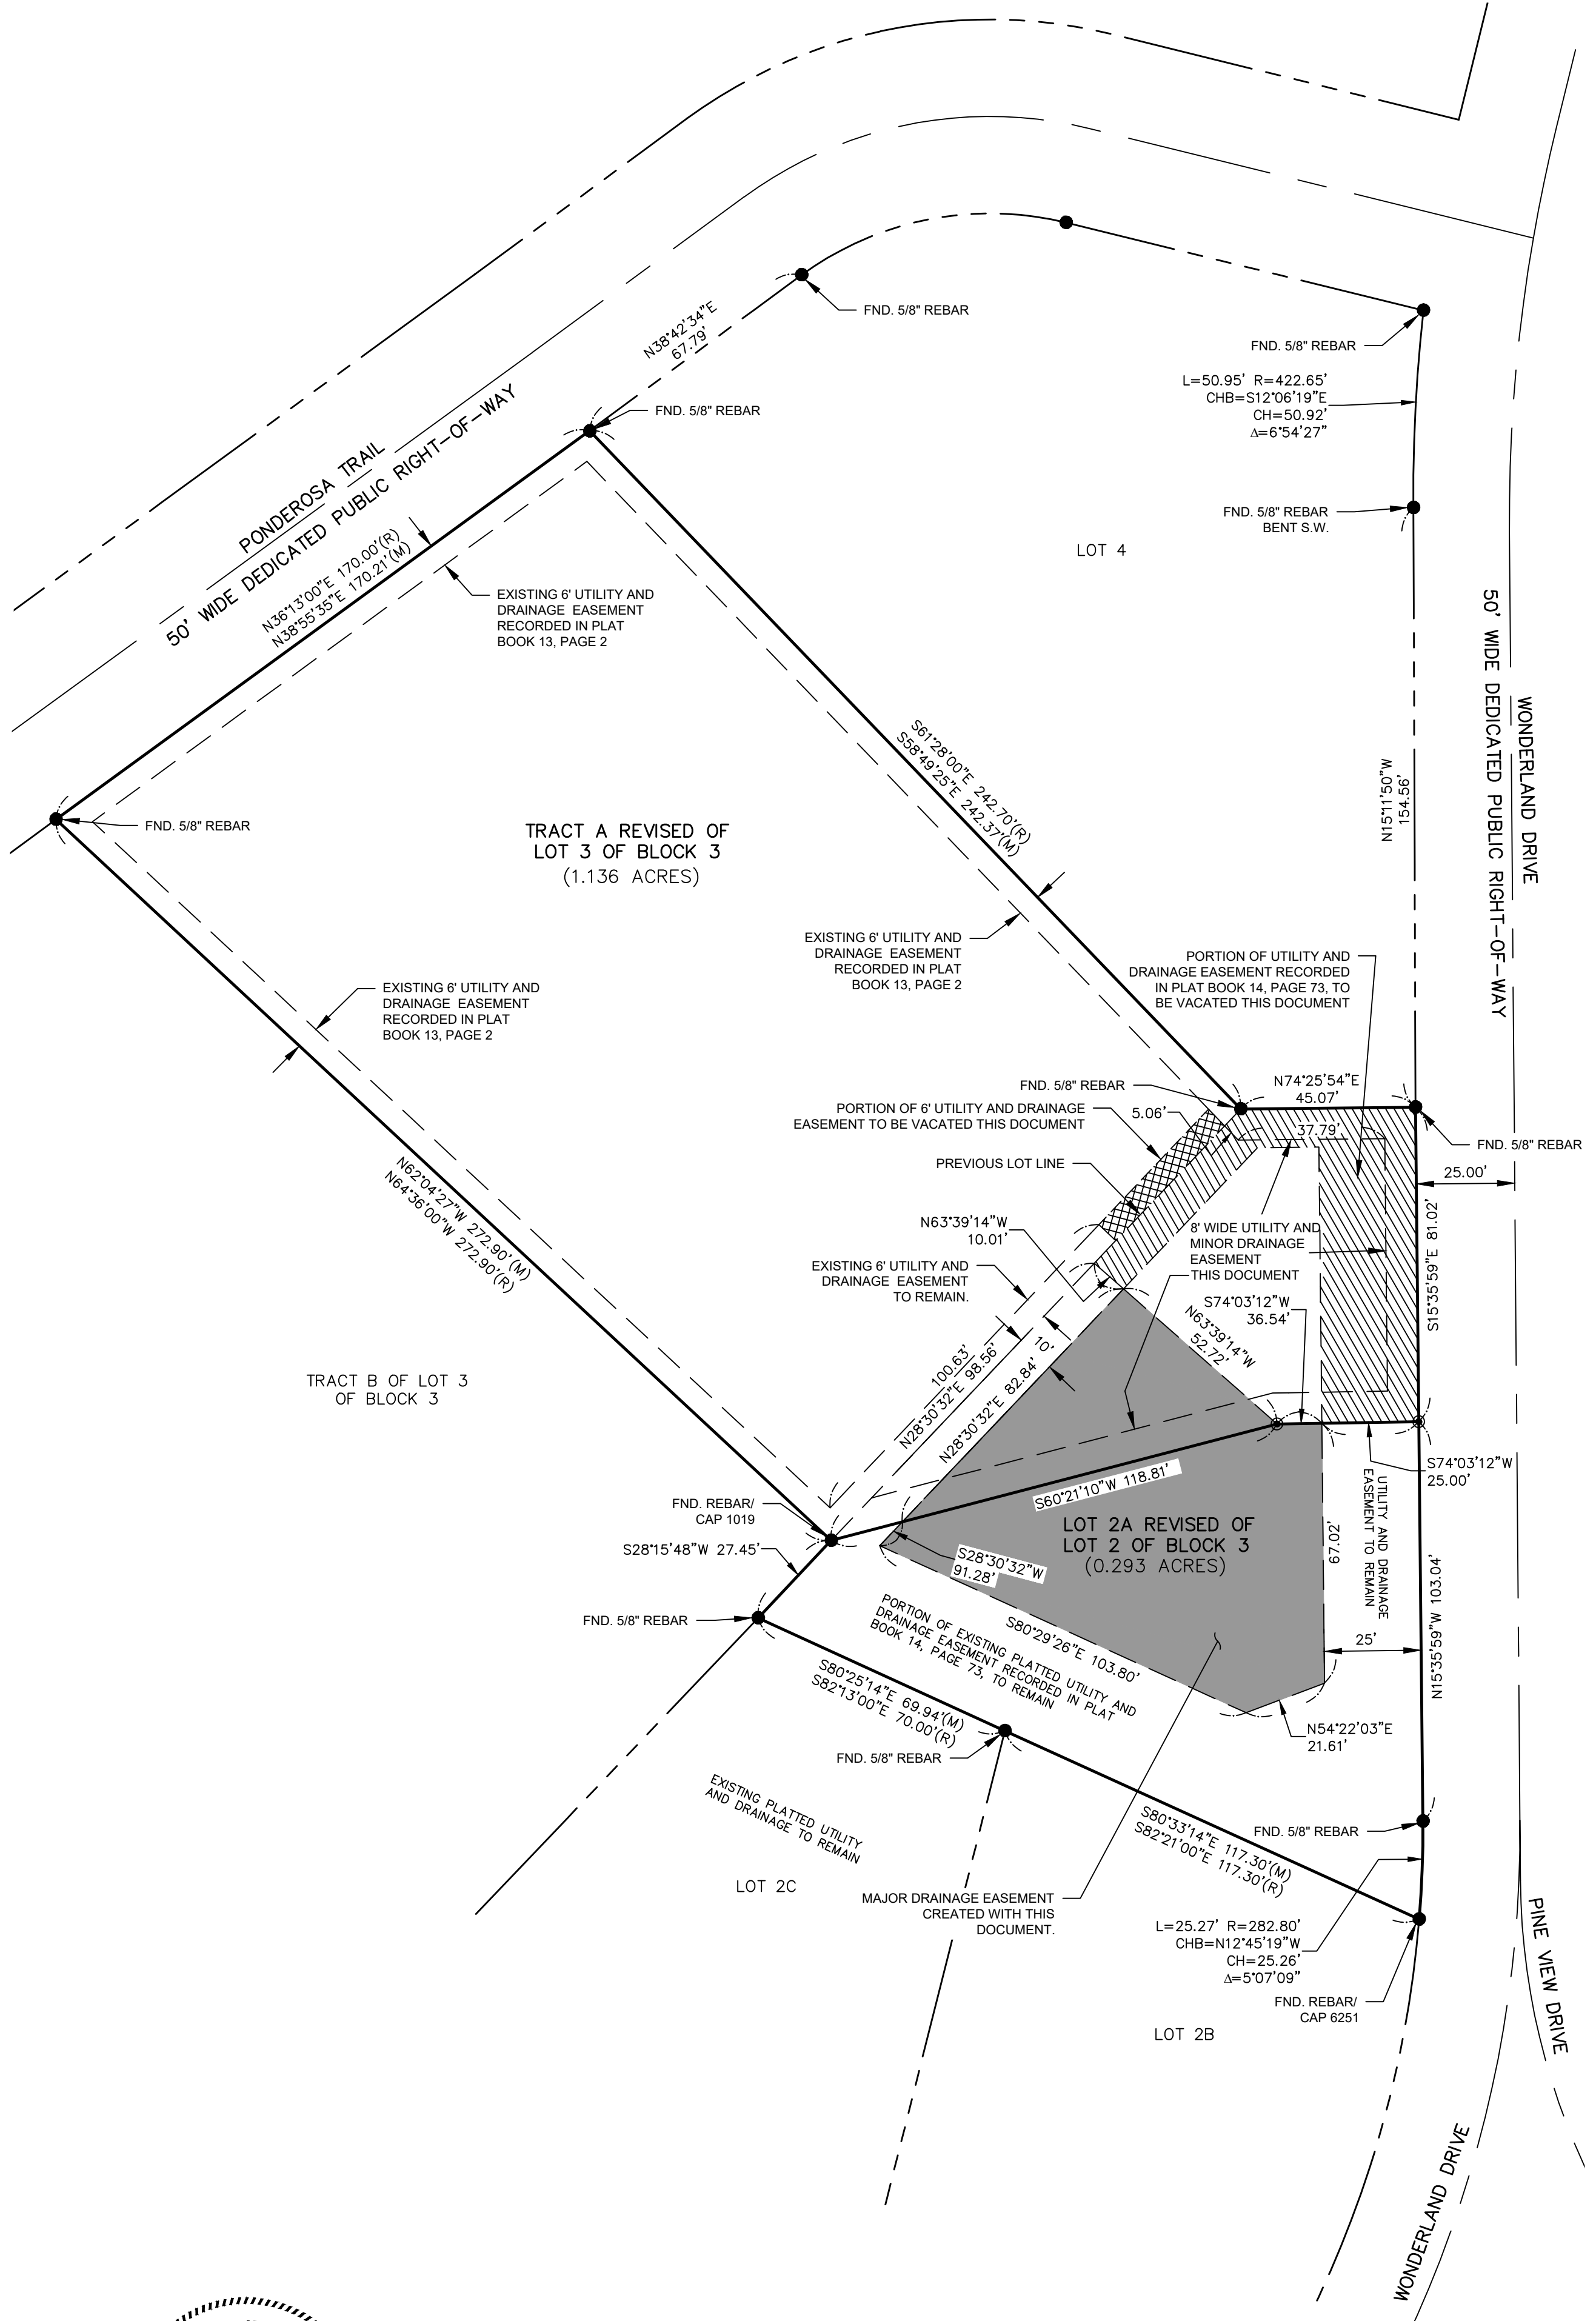 N38°42'34"E
67.79'
FND. 5/8" REBAR
FND. 5/8" REBAR
L=50.95' R=422.65'
CHB=S12°06'19"E
CH=50.92'
Δ=6°54'27"
FND. 5/8" REBAR
PONDEROSA TRAIL
50' WIDE DEDICATED PUBLIC RIGHT-OF-WAY
N36°13'00"E 170.00'(R)
N38°55'35"E 170.21'(M)
FND. 5/8" REBAR
BENT S.W.
LOT 4
EXISTING 6' UTILITY AND
DRAINAGE EASEMENT
RECORDED IN PLAT
BOOK 13, PAGE 2
WONDERLAND DRIVE
50' WIDE DEDICATED PUBLIC RIGHT-OF-WAY
S61°28'00"E 242.70'(R)
S58°49'25"E 242.37'(M)
154.56'
N15°11'50"W
FND. 5/8" REBAR
TRACT A REVISED OF
LOT 3 OF BLOCK 3
(1.136 ACRES)
EXISTING 6' UTILITY AND
DRAINAGE EASEMENT
RECORDED IN PLAT
BOOK 13, PAGE 2
PORTION OF UTILITY AND
DRAINAGE EASEMENT RECORDED
IN PLAT BOOK 14, PAGE 73, TO
BE VACATED THIS DOCUMENT
EXISTING 6' UTILITY AND
DRAINAGE EASEMENT
RECORDED IN PLAT
BOOK 13, PAGE 2
FND. 5/8" REBAR
N74°25'54"E
45.07'
PORTION OF 6' UTILITY AND DRAINAGE
EASEMENT TO BE VACATED THIS DOCUMENT
5.06'
37.79'
FND. 5/8" REBAR
PREVIOUS LOT LINE
25.00'
N62°04'27"W 272.90'(M)
N64°36'00"W 272.90'(R)
N63°39'14"W
10.01'
8' WIDE UTILITY AND
MINOR DRAINAGE
EASEMENT
THIS DOCUMENT
S15°35'59"E 81.02'
EXISTING 6' UTILITY AND
DRAINAGE EASEMENT
TO REMAIN.
S74°03'12"W
36.54'
N63°39'14"W
52.72'
100.63'
N28°30'32"E 98.56'
N28°30'32"E 82.84'
10'
TRACT B OF LOT 3
OF BLOCK 3
S74°03'12"W
25.00'
S60°21'10"W 118.81'
UTILITY AND DRAINAGE
EASEMENT TO REMAIN
FND. REBAR/
CAP 1019
S28°15'48"W 27.45'
LOT 2A REVISED OF
LOT 2 OF BLOCK 3
(0.293 ACRES)
67.02'
S28°30'32"W
91.28'
N15°35'59"W 103.04'
FND. 5/8" REBAR
PORTION OF EXISTING PLATTED UTILITY AND
DRAINAGE EASEMENT RECORDED IN PLAT
BOOK 14, PAGE 73, TO REMAIN
S80°29'26"E 103.80'
25'
S80°25'14"E 69.94'(M)
S82°13'00"E 70.00'(R)
N54°22'03"E
21.61'
FND. 5/8" REBAR
EXISTING PLATTED UTILITY
AND DRAINAGE TO REMAIN
S80°33'14"E 117.30'(M)
S82°21'00"E 117.30'(R)
FND. 5/8" REBAR
LOT 2C
MAJOR DRAINAGE EASEMENT
CREATED WITH THIS
DOCUMENT.
L=25.27' R=282.80'
CHB=N12°45'19"W
CH=25.26'
Δ=5°07'09"
PINE VIEW DRIVE
FND. REBAR/
CAP 6251
LOT 2B
WONDERLAND DRIVE